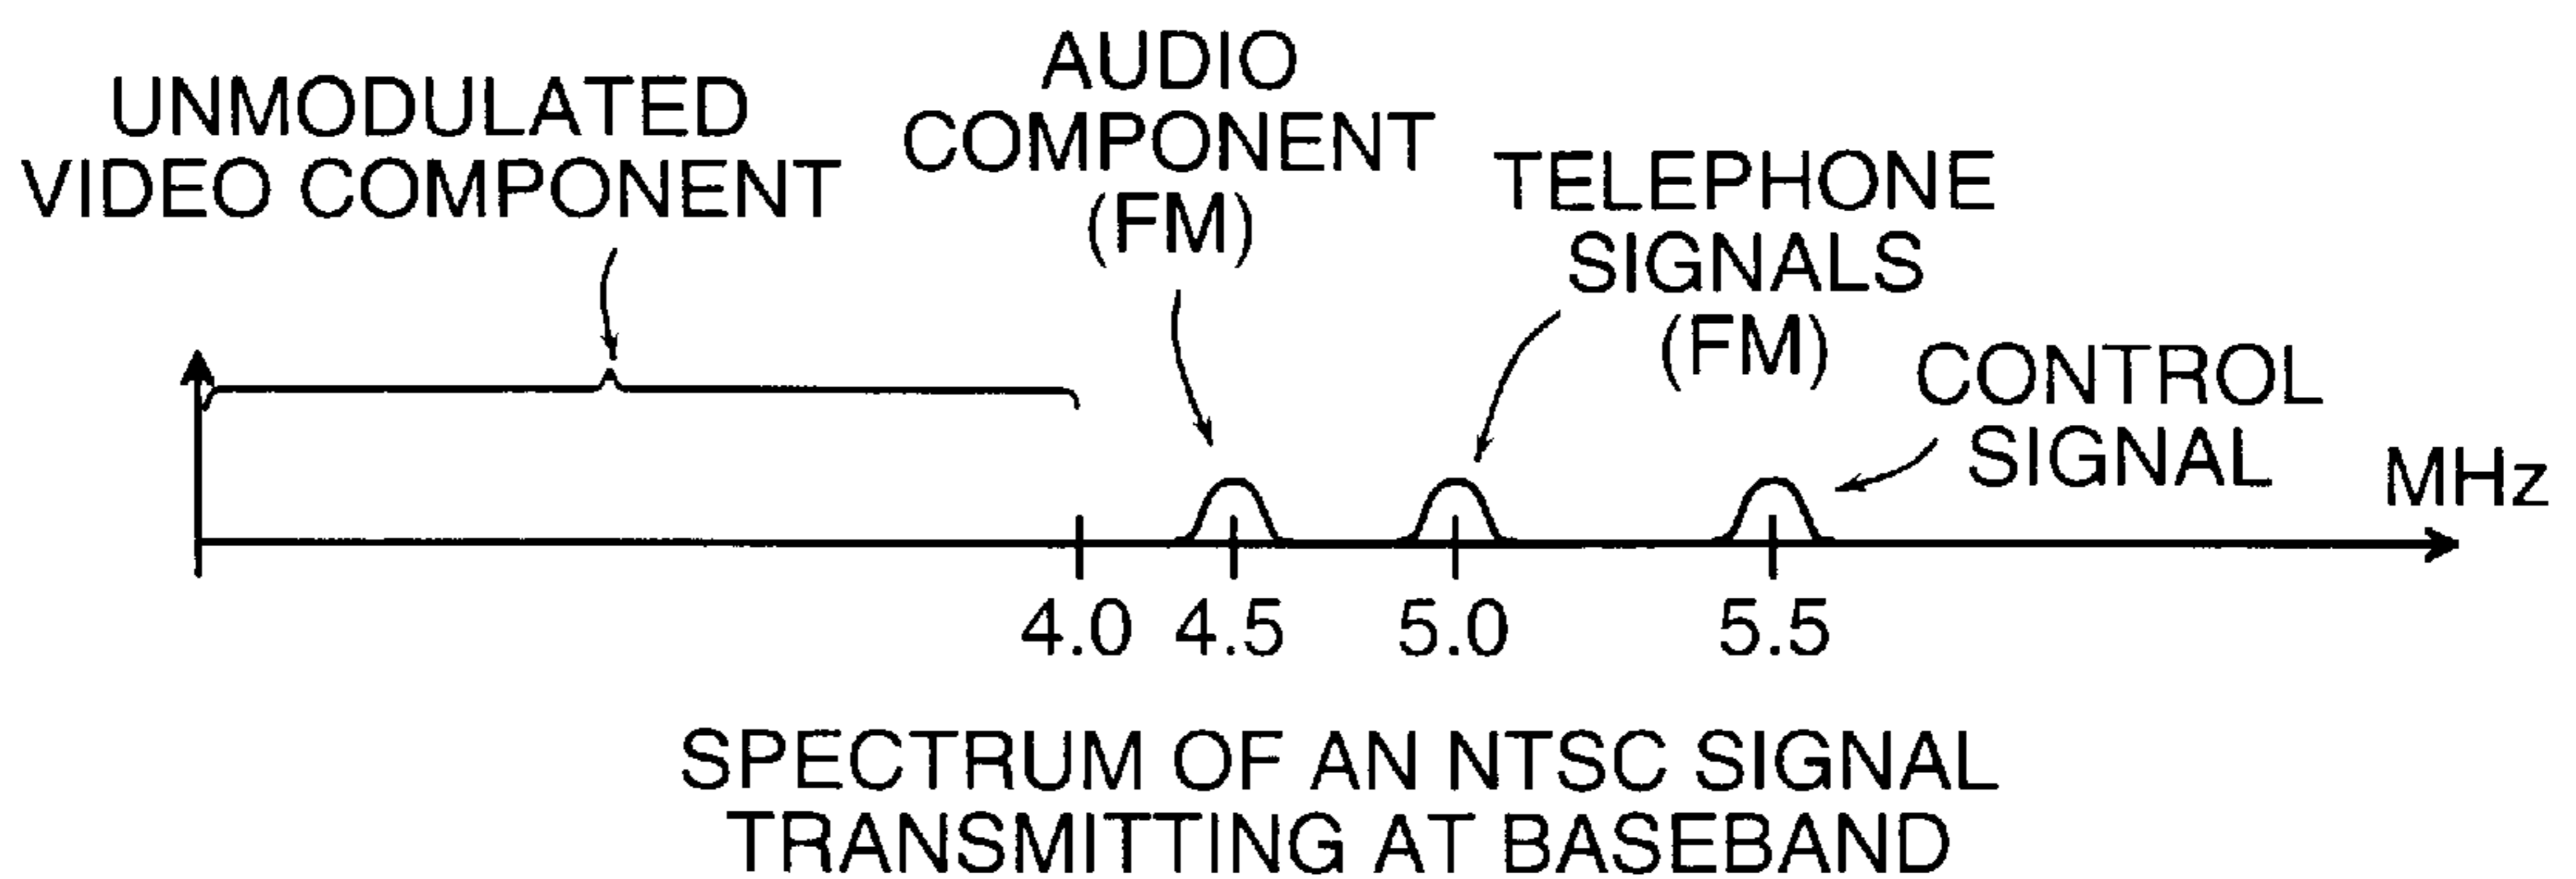 UNMODULATED
VIDEO COMPONENT
AUDIO
COMPONENT
(FM)
TELEPHONE
SIGNALS
(FM)
CONTROL
SIGNAL
MHz
4.0 4.5 5.0 5.5
SPECTRUM OF AN NTSC SIGNAL
TRANSMITTING AT BASEBAND